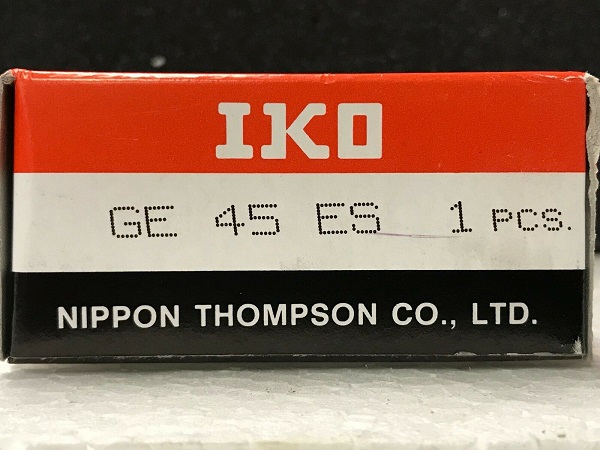 IKO
GE 45 ES 1 PCS.
NIPPON THOMPSON CO., LTD.